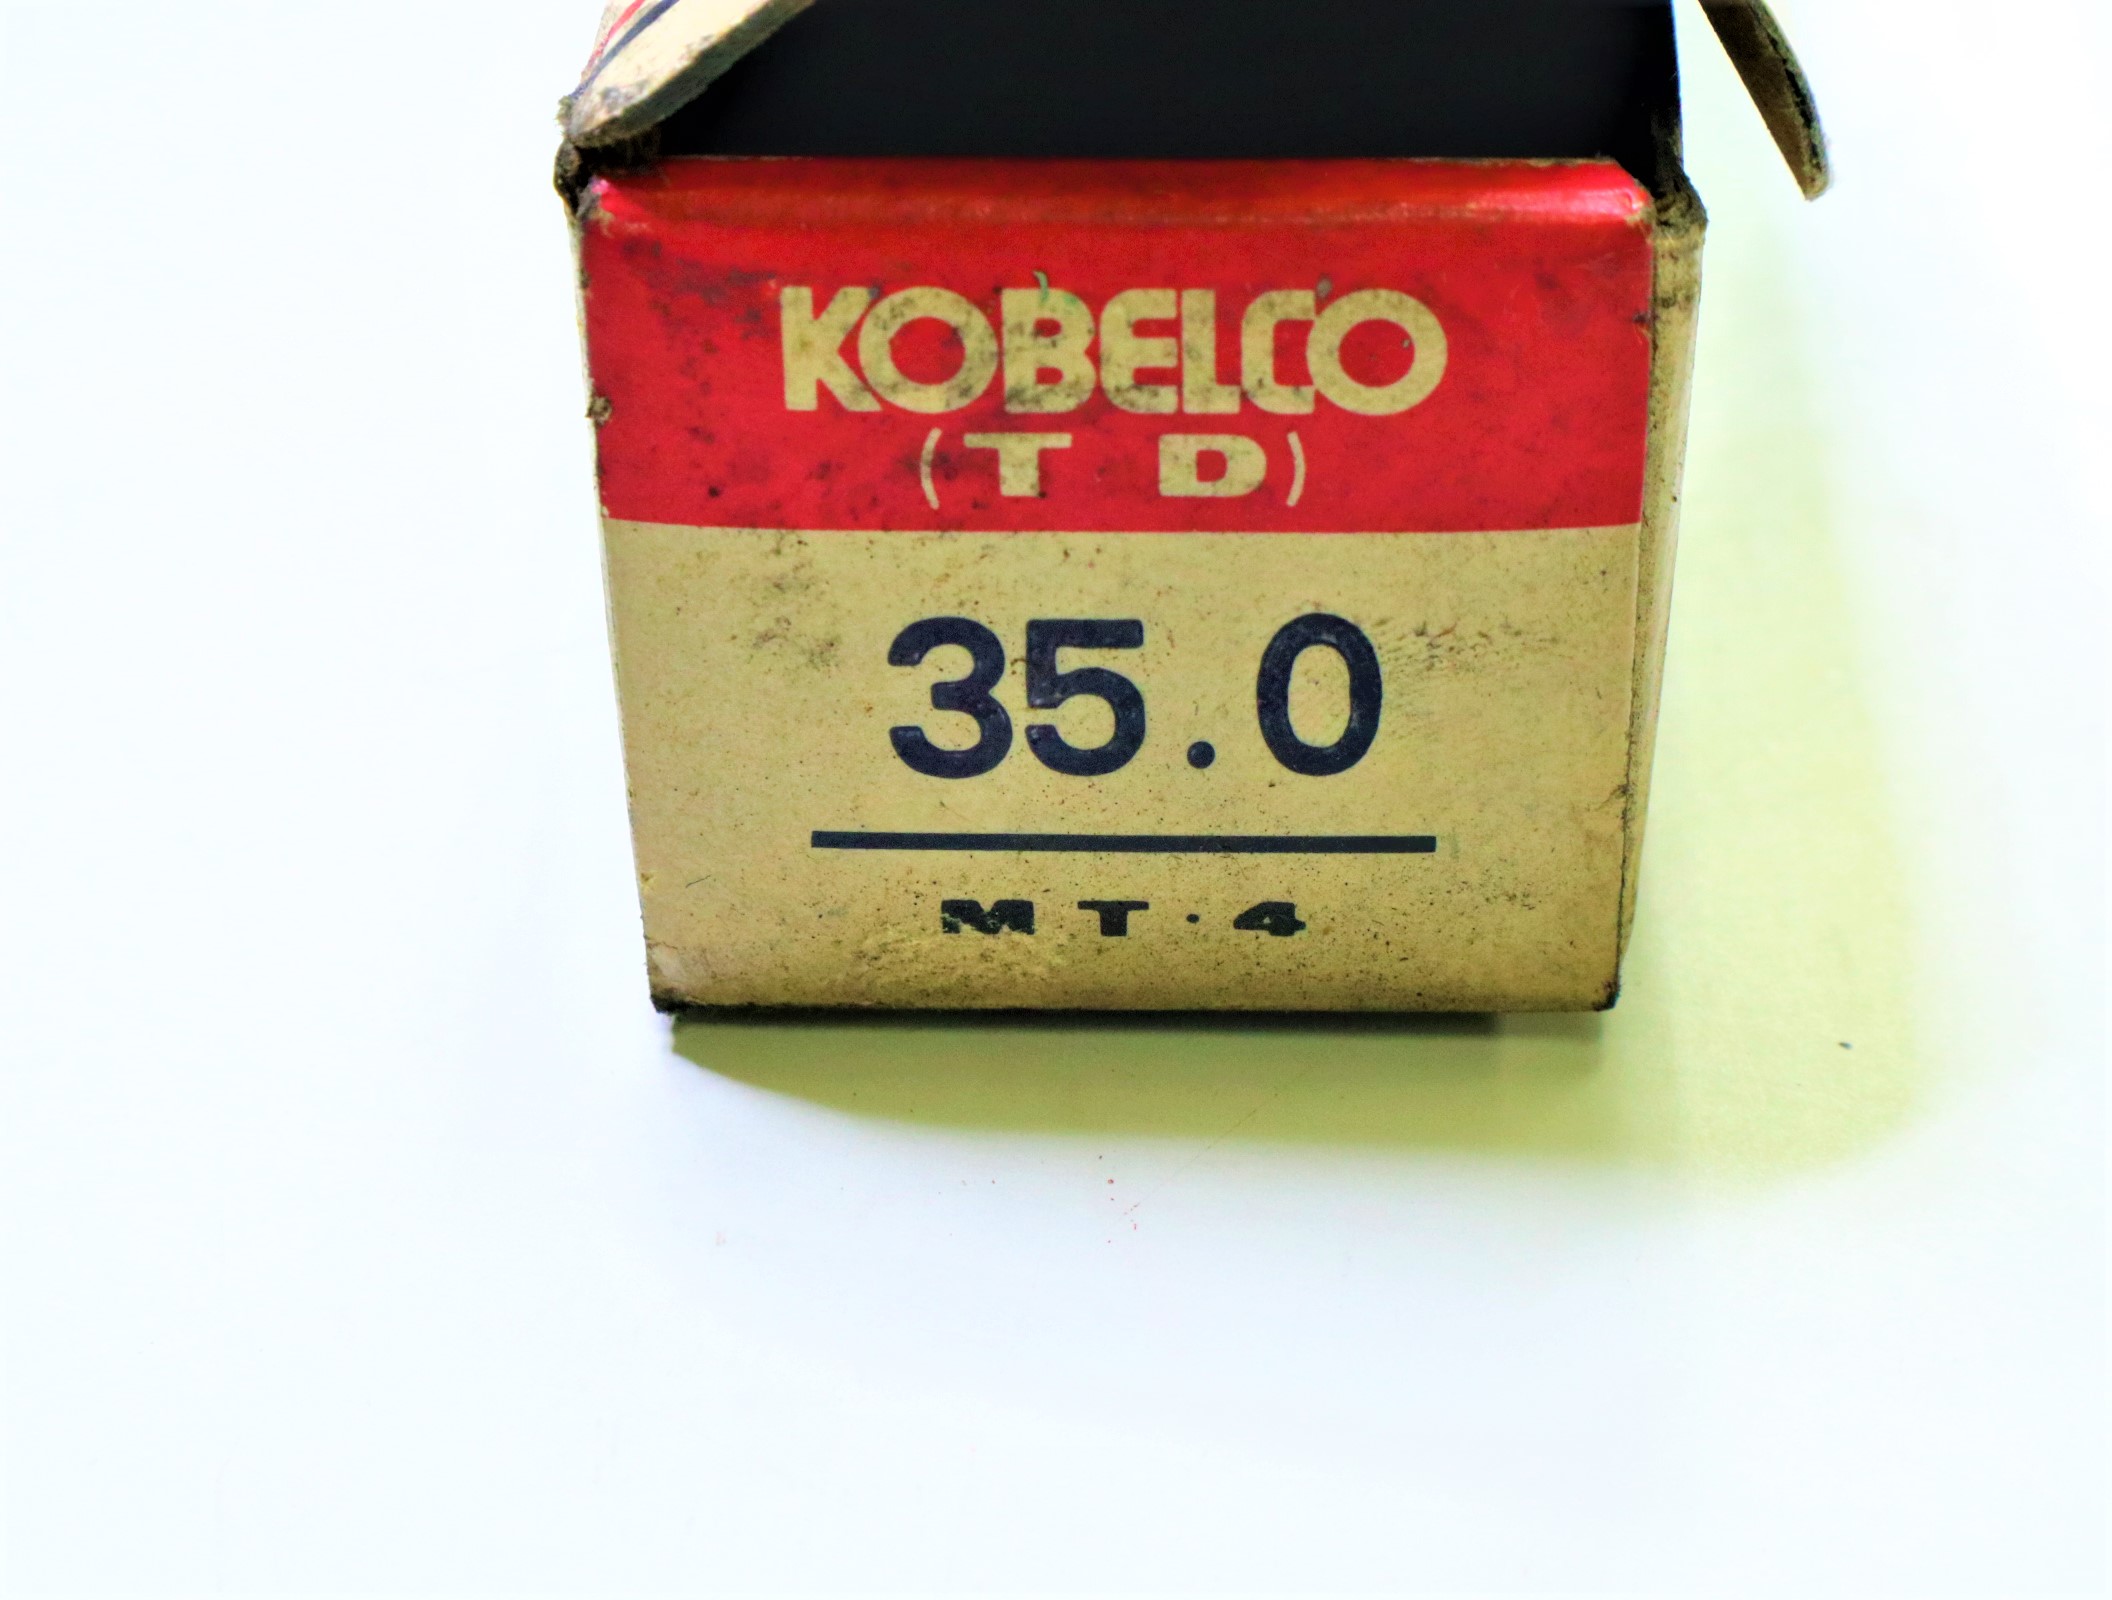 KOBELCO
(T D)
35.0
MT·4